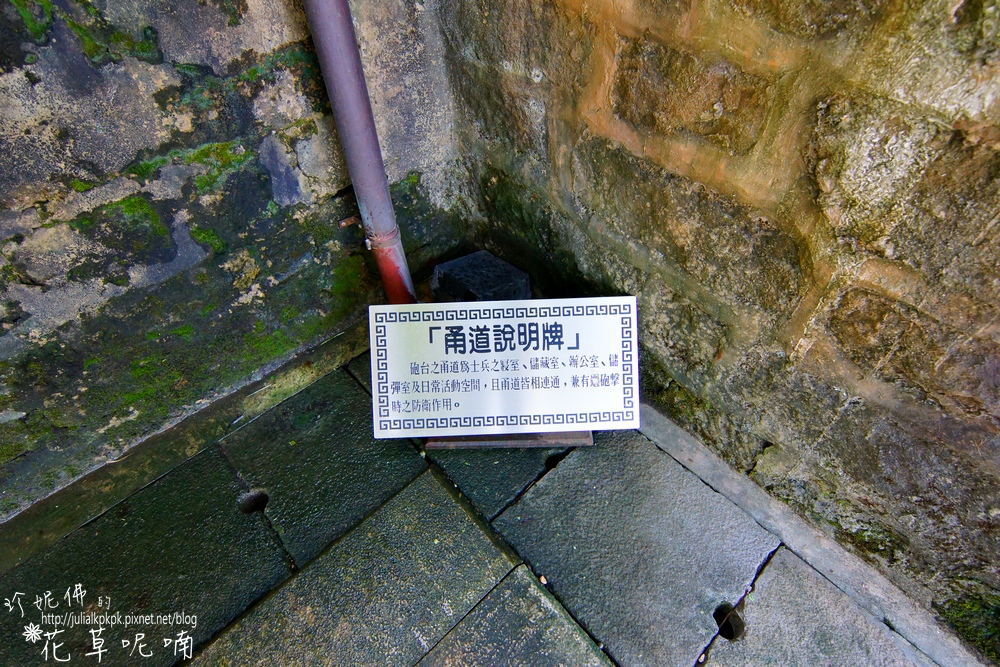 「甬道說明牌」
砲台之甬道為士兵之寢室、儲藏室、辦公室、儲
彈室及日常活動空間，且甬道皆相連通，兼有遭砲擊
時之防衛作用。
珍妮佛的
http://julialkpkpk.pixnet.net/blog
花草呢喃